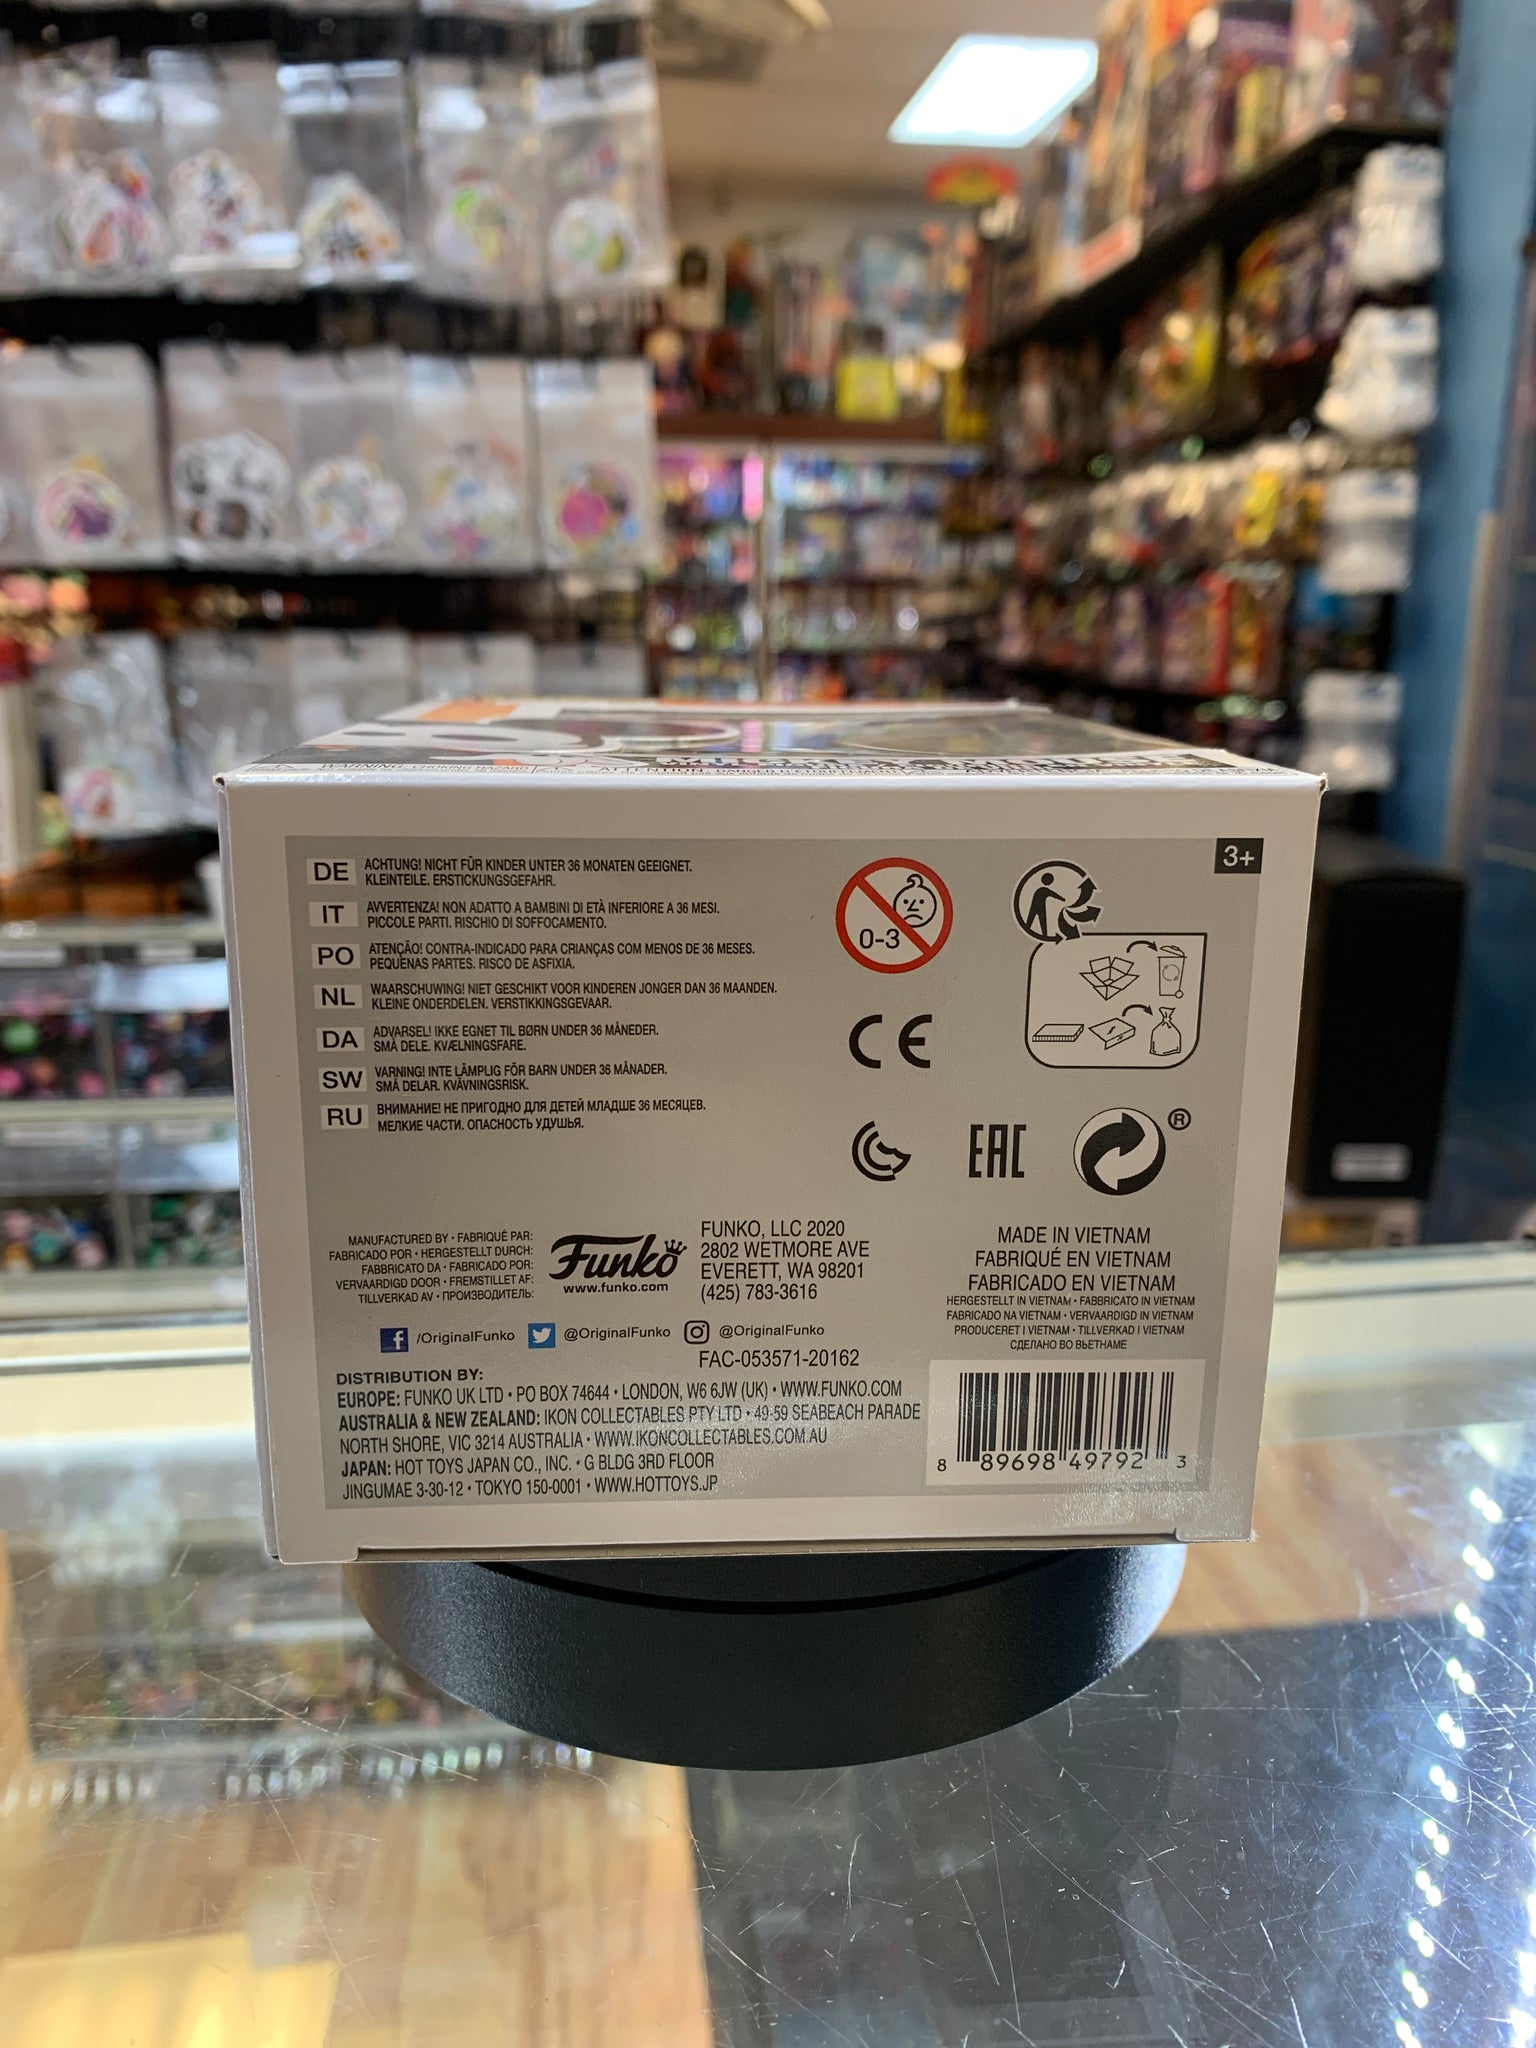 WARNING: CHOKING HAZARD
ATTENTION:
3+
DE ACHTUNG! NICHT FÜR KINDER UNTER 36 MONATEN GEEIGNET.
KLEINTEILE. ERSTICKUNGSGEFAHR.
IT AVVERTENZA! NON ADATTO A BAMBINI DI ETÀ INFERIORE A 36 MESI.
PICCOLE PARTI. RISCHIO DI SOFFOCAMENTO.
PO ATENÇÃO! CONTRA-INDICADO PARA CRIANÇAS COM MENOS DE 36 MESES.
PEQUENAS PARTES. RISCO DE ASFIXIA.
NL WAARSCHUWING! NIET GESCHIKT VOOR KINDEREN JONGER DAN 36 MAANDEN.
KLEINE ONDERDELEN. VERSTIKKINGSGEVAAR.
DA ADVARSEL! IKKE EGNET TIL BØRN UNDER 36 MÅNEDER.
SMÅ DELE. KVÆLNINGSFARE.
SW VARNING! INTE LÄMPLIG FÖR BARN UNDER 36 MÅNADER.
SMÅ DELAR. KVÄVNINGSRISK.
RU ВНИМАНИЕ! НЕ ПРИГОДНО ДЛЯ ДЕТЕЙ МЛАДШЕ 36 МЕСЯЦЕВ.
МЕЛКИЕ ЧАСТИ. ОПАСНОСТЬ УДУШЬЯ.
0-3
CE
EAC
®
MANUFACTURED BY • FABRIQUÉ PAR:
FABRICADO POR • HERGESTELLT DURCH:
FABBRICATO DA • FABRICADO POR:
VERVAARDIGD DOOR • FREMSTILLET AF:
TILLVERKAD AV • ПРОИЗВОДИТЕЛЬ:
Funko
www.funko.com
FUNKO, LLC 2020
2802 WETMORE AVE
EVERETT, WA 98201
(425) 783-3616
f /OriginalFunko @OriginalFunko @OriginalFunko
FAC-053571-20162
DISTRIBUTION BY:
EUROPE: FUNKO UK LTD • PO BOX 74644 • LONDON, W6 6JW (UK) • WWW.FUNKO.COM
AUSTRALIA & NEW ZEALAND: IKON COLLECTABLES PTY LTD • 49-59 SEABEACH PARADE
NORTH SHORE, VIC 3214 AUSTRALIA • WWW.IKONCOLLECTABLES.COM.AU
JAPAN: HOT TOYS JAPAN CO., INC. • G BLDG 3RD FLOOR
JINGUMAE 3-30-12 • TOKYO 150-0001 • WWW.HOTTOYS.JP
MADE IN VIETNAM
FABRIQUÉ EN VIETNAM
FABRICADO EN VIETNAM
HERGESTELLT IN VIETNAM • FABBRICATO IN VIETNAM
FABRICADO NA VIETNAM • VERVAARDIGD IN VIETNAM
PRODUCERET I VIETNAM • TILLVERKAD I VIETNAM
СДЕЛАНО ВО ВЬЕТНАМЕ
8 89698 49792 3